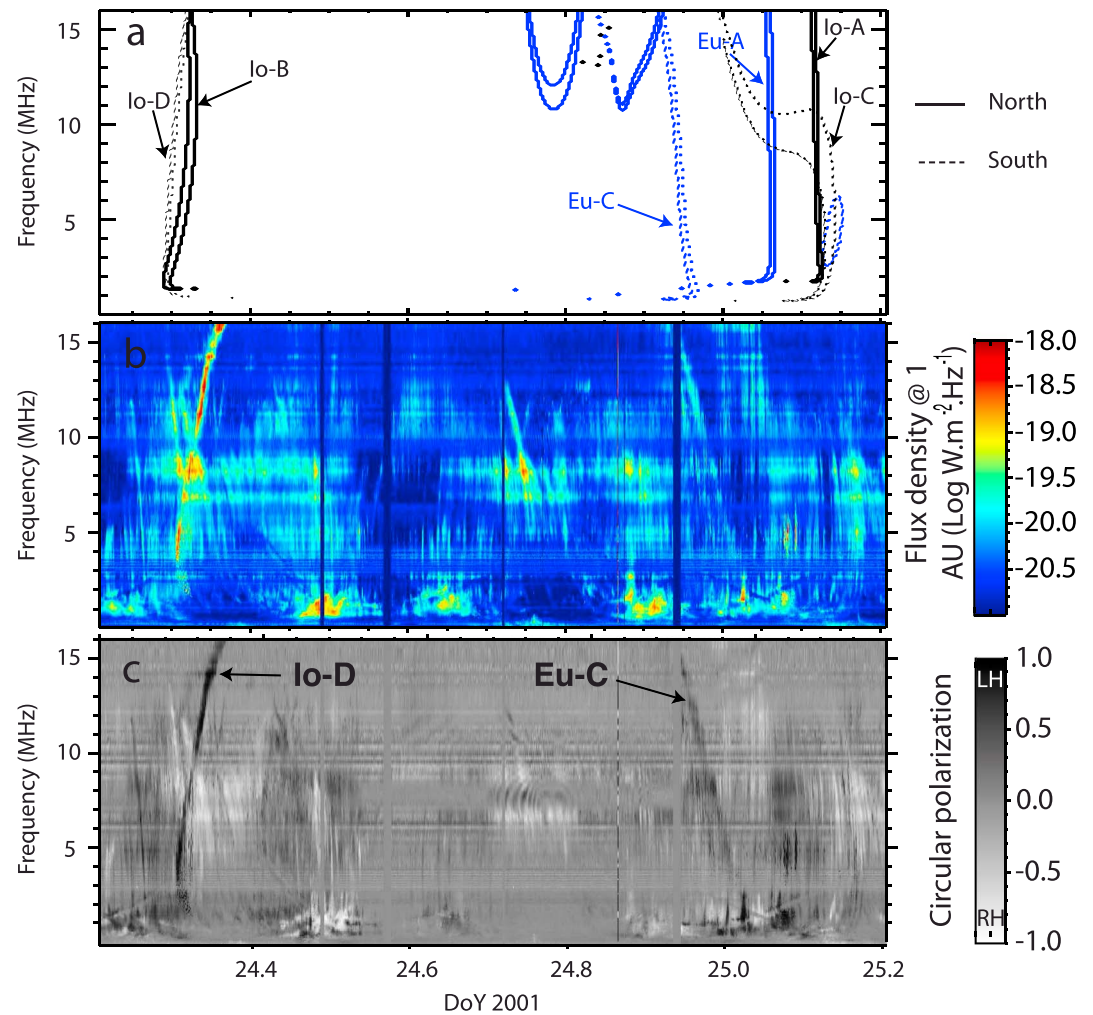 a
15
10
5
Frequency (MHz)
Io-D
Io-B
Eu-A
Eu-C
Io-A
Io-C
North
South
b
15
10
5
Frequency (MHz)
-18.0
-18.5
-19.0
-19.5
-20.0
-20.5
Flux density @ 1
AU (Log W.m⁻².Hz⁻¹)
c
15
10
5
Frequency (MHz)
Io-D
Eu-C
1.0
LH
0.5
0.0
-0.5
RH
-1.0
Circular polarization
24.4
24.6
24.8
25.0
25.2
DoY 2001